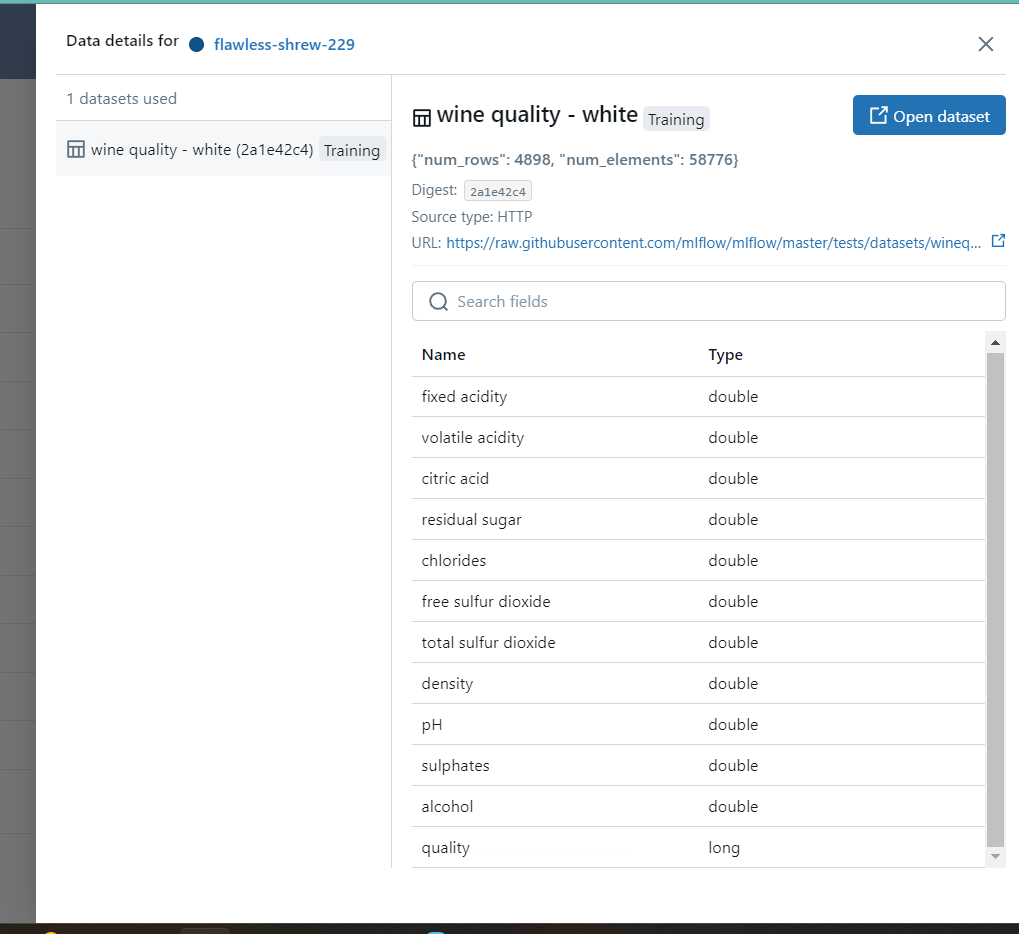 Data details for flawless-shrew-229
1 datasets used
wine quality - white (2a1e42c4) Training
wine quality - white Training
Open dataset
{"num_rows": 4898, "num_elements": 58776}
Digest: 2a1e42c4
Source type: HTTP
URL: https://raw.githubusercontent.com/mlflow/mlflow/master/tests/datasets/wineq...
Search fields
Name Type
fixed acidity double
volatile acidity double
citric acid double
residual sugar double
chlorides double
free sulfur dioxide double
total sulfur dioxide double
density double
pH double
sulphates double
alcohol double
quality long